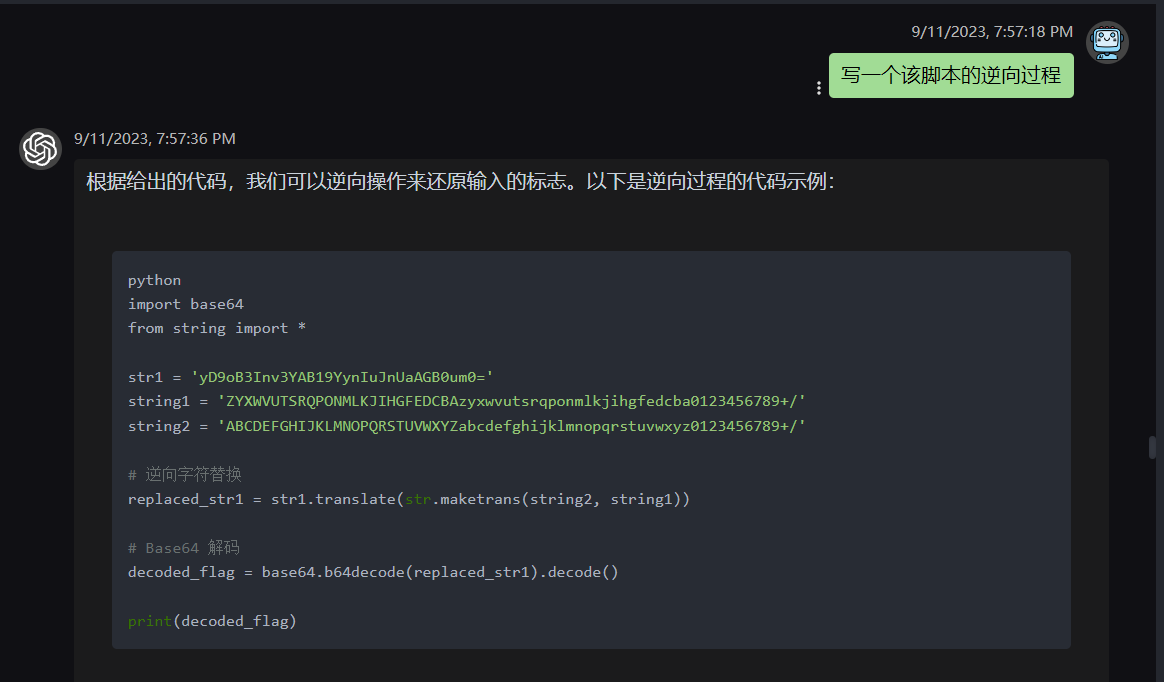 9/11/2023, 7:57:18 PM
写一个该脚本的逆向过程
9/11/2023, 7:57:36 PM
根据给出的代码，我们可以逆向操作来还原输入的标志。以下是逆向过程的代码示例：
python
import base64
from string import *
str1 = 'yD9oB3Inv3YAB19YynIuJnUaAGB0um0='
string1 = 'ZYXWVUTSRQPONMLKJIHGFEDCBAzyxwvutsrqponmlkjihgfedcba0123456789+/'
string2 = 'ABCDEFGHIJKLMNOPQRSTUVWXYZabcdefghijklmnopqrstuvwxyz0123456789+/'
# 逆向字符替换
replaced_str1 = str1.translate(str.maketrans(string2, string1))
# Base64 解码
decoded_flag = base64.b64decode(replaced_str1).decode()
print(decoded_flag)